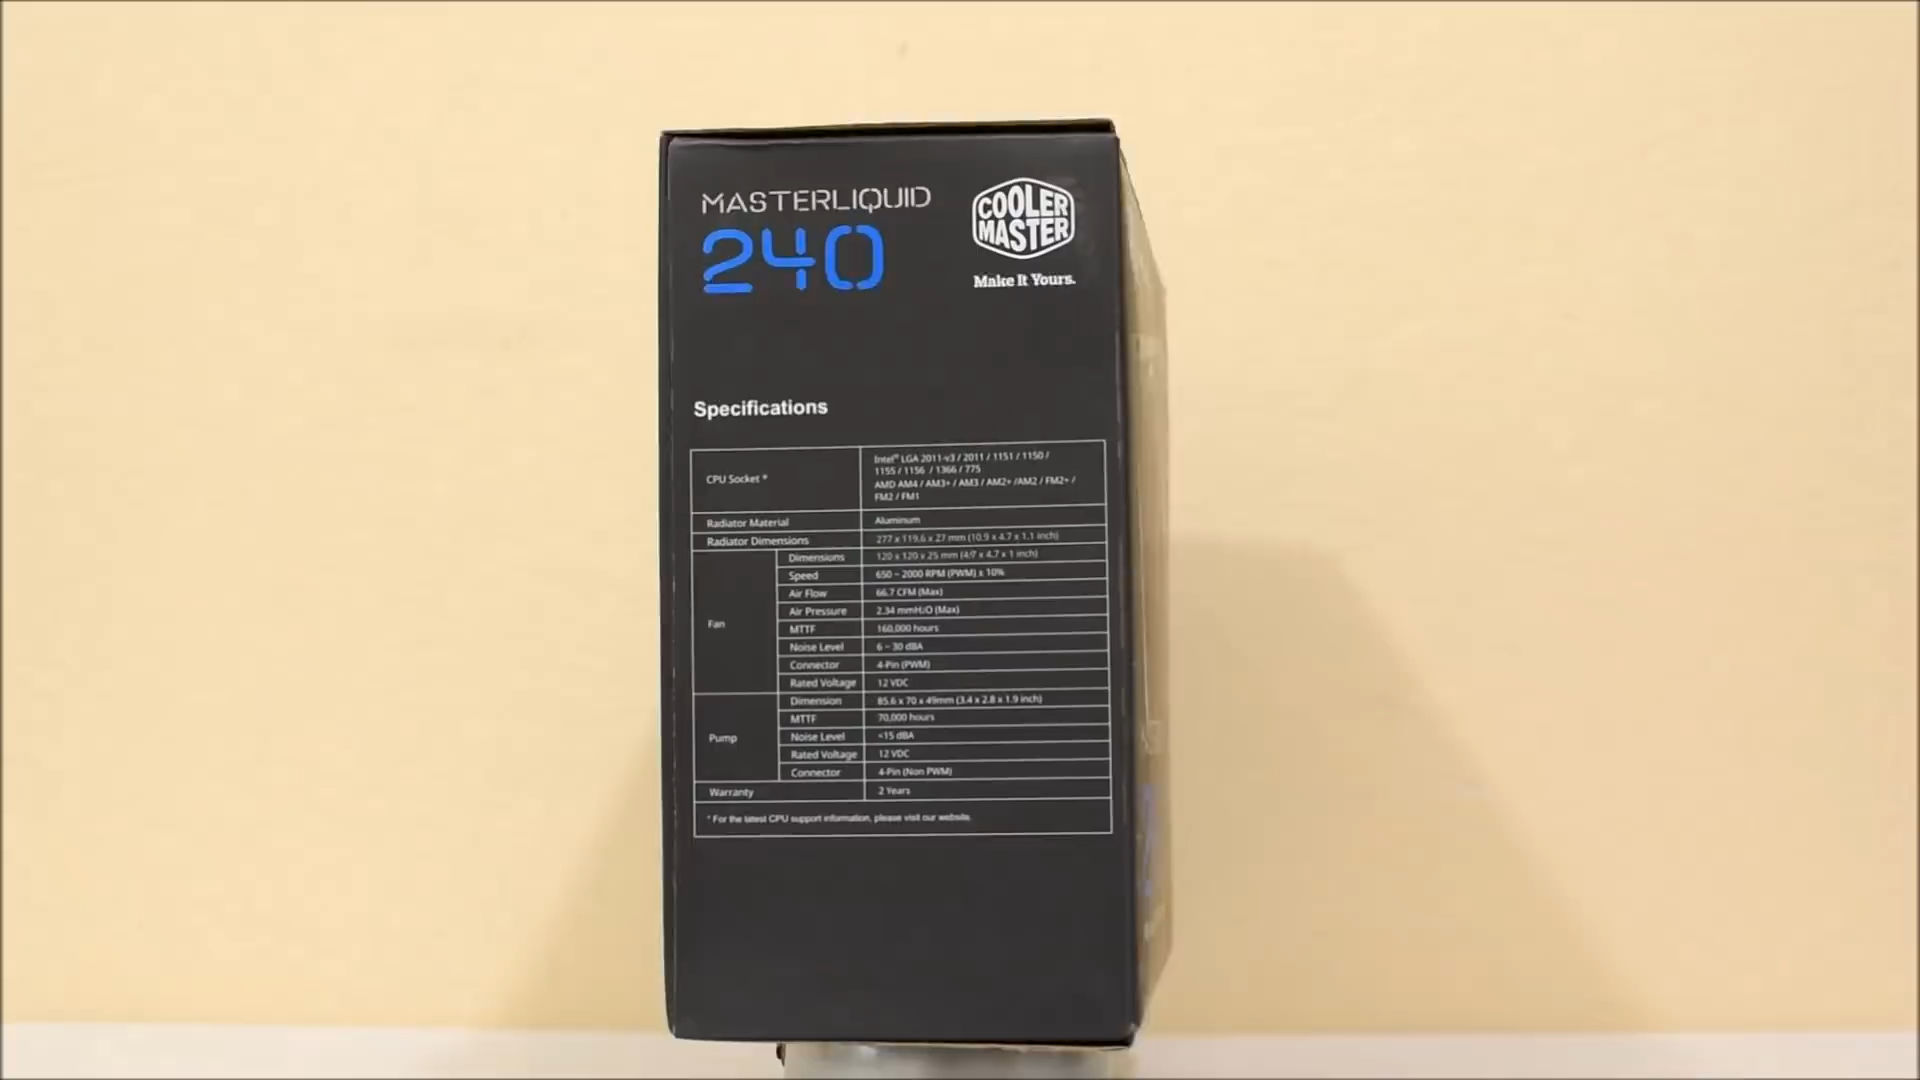 MASTERLIQUID
240
COOLER
MASTER
Make It Yours.
Specifications
CPU Socket *
Intel® LGA 2011-v3 / 2011 / 1151 / 1150 /
1155 / 1156 / 1366 / 775
AMD AM4 / AM3+ / AM3 / AM2+ /AM2 / FM2+ /
FM2 / FM1
Radiator Material Aluminum
Radiator Dimensions 277 x 119.6 x 27 mm (10.9 x 4.7 x 1.1 inch)
Fan
Dimensions 120 x 120 x 25 mm (4.7 x 4.7 x 1 inch)
Speed 650 ~ 2000 RPM (PWM) ± 10%
Air Flow 66.7 CFM (Max)
Air Pressure 2.34 mmH₂O (Max)
MTTF 160,000 hours
Noise Level 6 ~ 30 dBA
Connector 4-Pin (PWM)
Rated Voltage 12 VDC
Pump
Dimension 85.6 x 70 x 49mm (3.4 x 2.8 x 1.9 inch)
MTTF 70,000 hours
Noise Level <15 dBA
Rated Voltage 12 VDC
Connector 4-Pin (Non PWM)
Warranty 2 Years
* For the latest CPU support information, please visit our website.